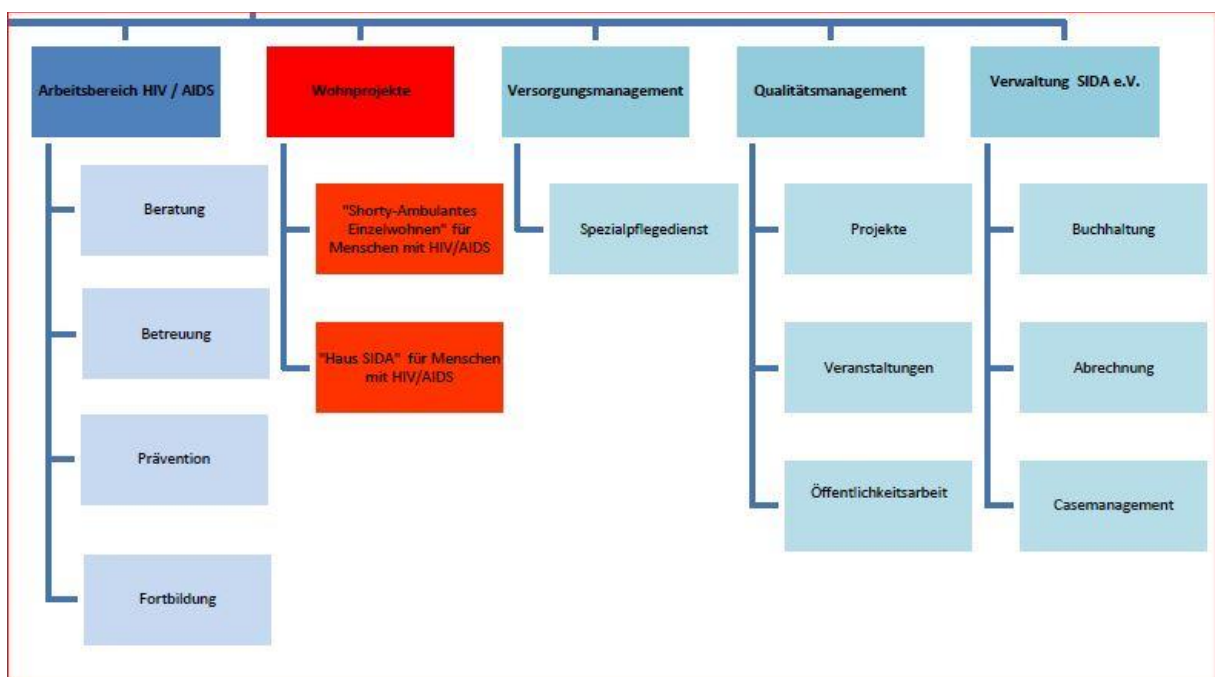 Arbeitsbereich HIV / AIDS
Beratung
Betreuung
Prävention
Fortbildung
Wohnprojekte
"Shorty-Ambulantes
Einzelwohnen" für
Menschen mit HIV/AIDS
"Haus SIDA" für Menschen
mit HIV/AIDS
Versorgungsmanagement
Spezialpflegedienst
Qualitätsmanagement
Projekte
Veranstaltungen
Öffentlichkeitsarbeit
Verwaltung SIDA e.V.
Buchhaltung
Abrechnung
Casemanagement